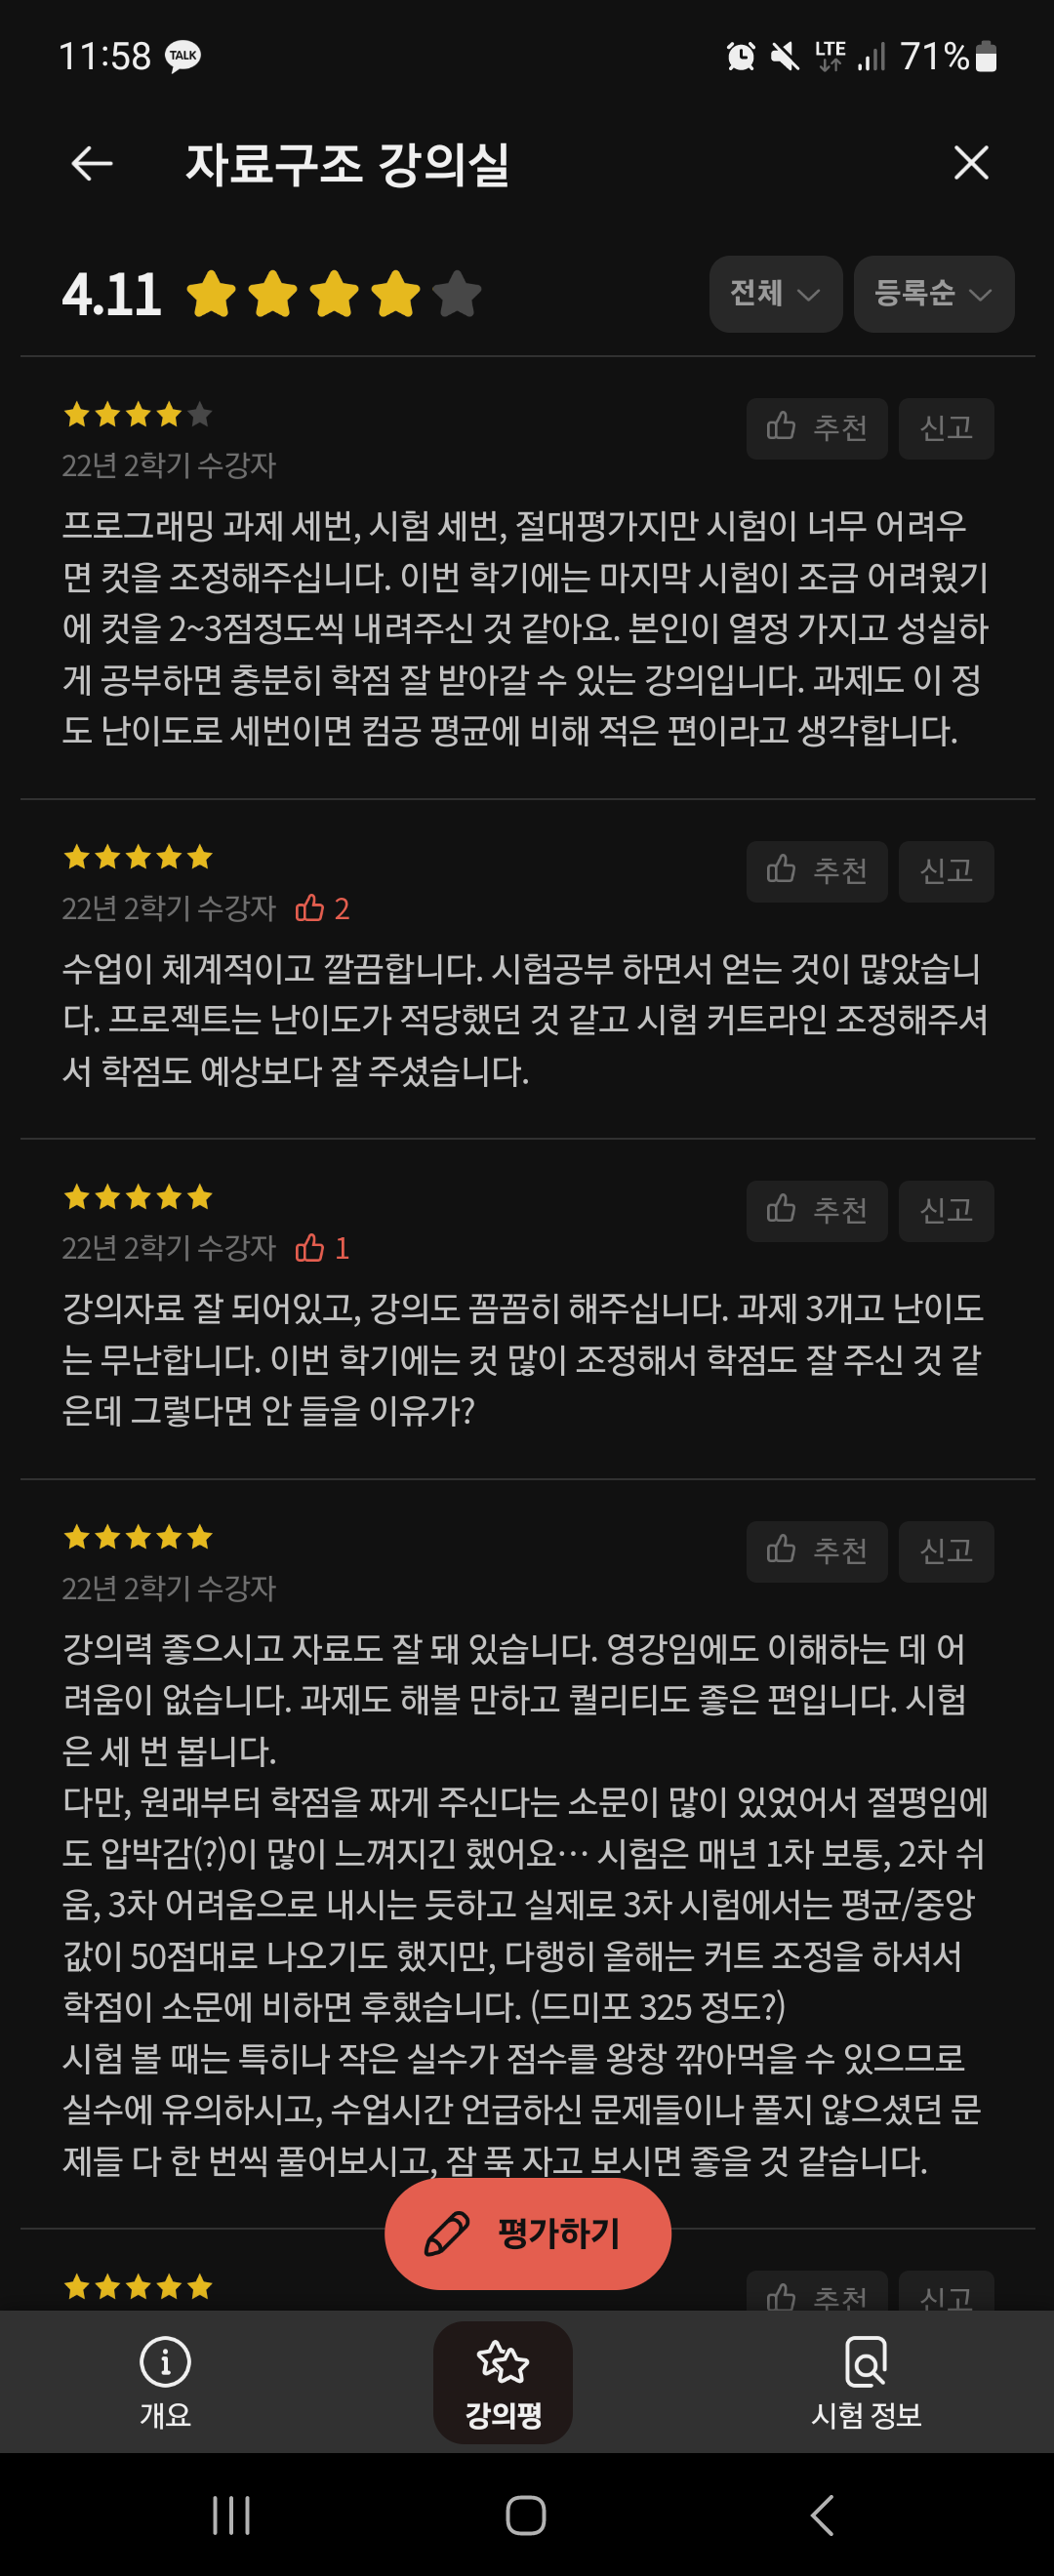 11:58 TALK LTE 71%
자료구조 강의실
4.11 전체 등록순
추천 신고
22년 2학기 수강자
프로그래밍 과제 세번, 시험 세번, 절대평가지만 시험이 너무 어려우
면 컷을 조정해주십니다. 이번 학기에는 마지막 시험이 조금 어려웠기
에 컷을 2~3점정도씩 내려주신 것 같아요. 본인이 열정 가지고 성실하
게 공부하면 충분히 학점 잘 받아갈 수 있는 강의입니다. 과제도 이 정
도 난이도로 세번이면 컴공 평균에 비해 적은 편이라고 생각합니다.
추천 신고
22년 2학기 수강자 2
수업이 체계적이고 깔끔합니다. 시험공부 하면서 얻는 것이 많았습니
다. 프로젝트는 난이도가 적당했던 것 같고 시험 커트라인 조정해주셔
서 학점도 예상보다 잘 주셨습니다.
추천 신고
22년 2학기 수강자 1
강의자료 잘 되어있고, 강의도 꼼꼼히 해주십니다. 과제 3개고 난이도
는 무난합니다. 이번 학기에는 컷 많이 조정해서 학점도 잘 주신 것 같
은데 그렇다면 안 들을 이유가?
추천 신고
22년 2학기 수강자
강의력 좋으시고 자료도 잘 돼 있습니다. 영강임에도 이해하는 데 어
려움이 없습니다. 과제도 해볼 만하고 퀄리티도 좋은 편입니다. 시험
은 세 번 봅니다.
다만, 원래부터 학점을 짜게 주신다는 소문이 많이 있었어서 절평임에
도 압박감(?)이 많이 느껴지긴 했어요… 시험은 매년 1차 보통, 2차 쉬
움, 3차 어려움으로 내시는 듯하고 실제로 3차 시험에서는 평균/중앙
값이 50점대로 나오기도 했지만, 다행히 올해는 커트 조정을 하셔서
학점이 소문에 비하면 후했습니다. (드미포 325 정도?)
시험 볼 때는 특히나 작은 실수가 점수를 왕창 깎아먹을 수 있으므로
실수에 유의하시고, 수업시간 언급하신 문제들이나 풀지 않으셨던 문
제들 다 한 번씩 풀어보시고, 잠 푹 자고 보시면 좋을 것 같습니다.
평가하기
추천 신고
개요 강의평 시험 정보